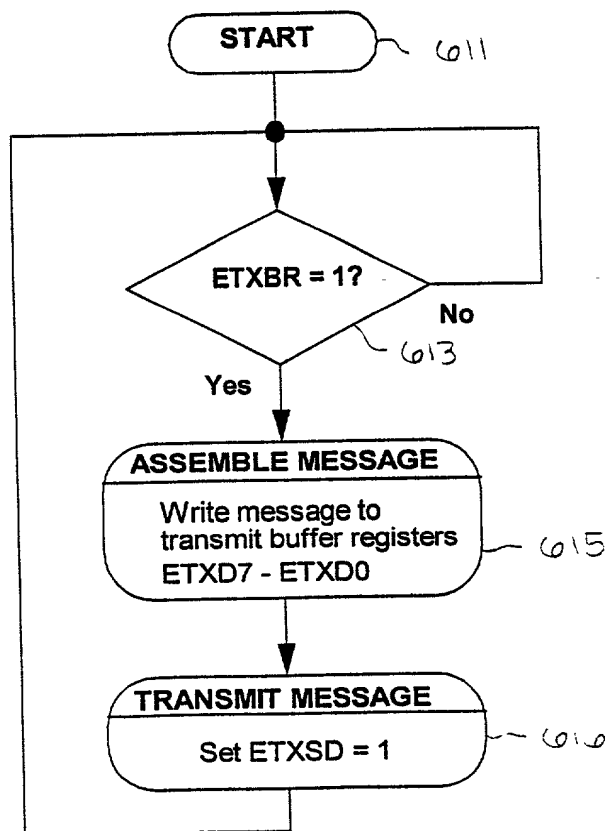 START
611
ETXBR = 1?
No
613
Yes
ASSEMBLE MESSAGE
Write message to
transmit buffer registers
ETXD7 - ETXD0
615
TRANSMIT MESSAGE
Set ETXSD = 1
616